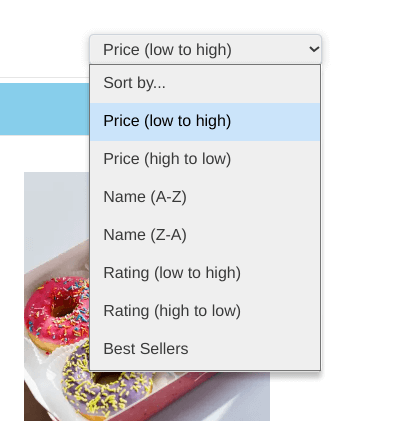 Price (low to high)
Sort by...
Price (low to high)
Price (high to low)
Name (A-Z)
Name (Z-A)
Rating (low to high)
Rating (high to low)
Best Sellers